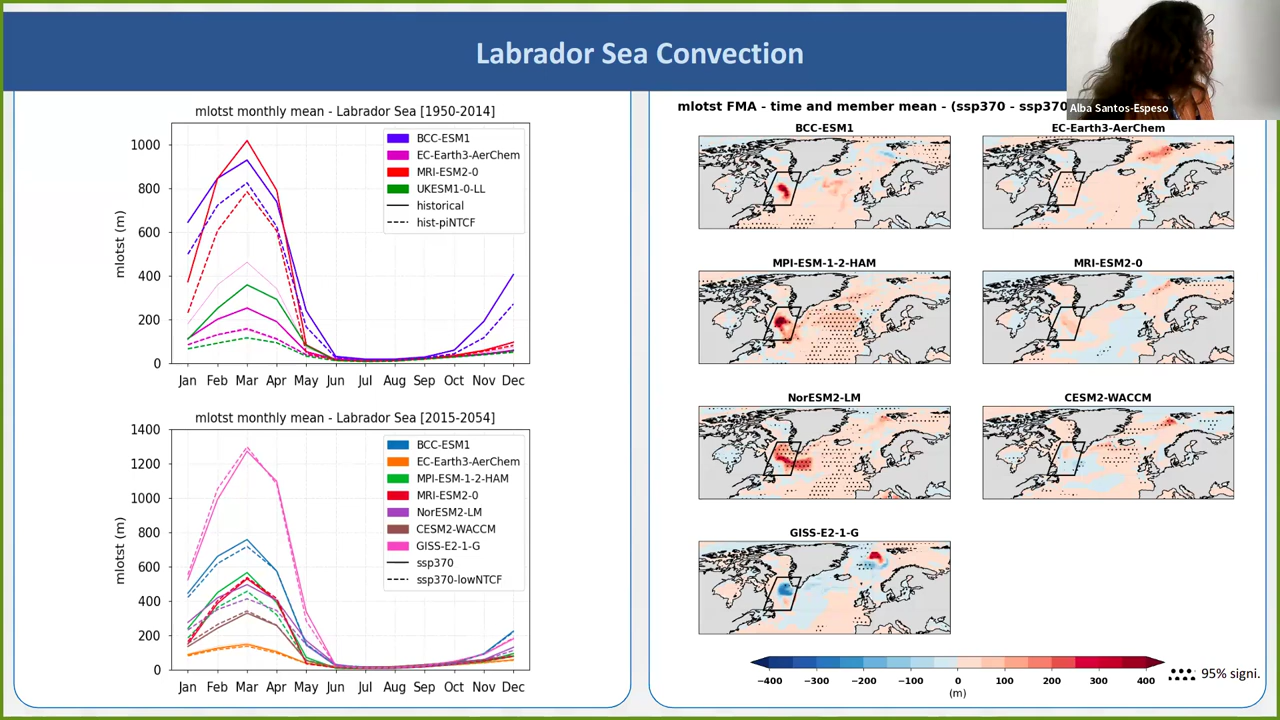 Labrador Sea Convection
Alba Santos-Espeso
mlotst monthly mean - Labrador Sea [1950-2014]
mlotst (m)
1000
800
600
400
200
0
Jan Feb Mar Apr May Jun Jul Aug Sep Oct Nov Dec
BCC-ESM1
EC-Earth3-AerChem
MRI-ESM2-0
UKESM1-0-LL
historical
hist-piNTCF
mlotst monthly mean - Labrador Sea [2015-2054]
mlotst (m)
1400
1200
1000
800
600
400
200
0
Jan Feb Mar Apr May Jun Jul Aug Sep Oct Nov Dec
BCC-ESM1
EC-Earth3-AerChem
MPI-ESM-1-2-HAM
MRI-ESM2-0
NorESM2-LM
CESM2-WACCM
GISS-E2-1-G
ssp370
ssp370-lowNTCF
mlotst FMA - time and member mean - (ssp370 - ssp370
BCC-ESM1
EC-Earth3-AerChem
MPI-ESM-1-2-HAM
MRI-ESM2-0
NorESM2-LM
CESM2-WACCM
GISS-E2-1-G
−400 −300 −200 −100 0 100 200 300 400
(m)
95% signi.